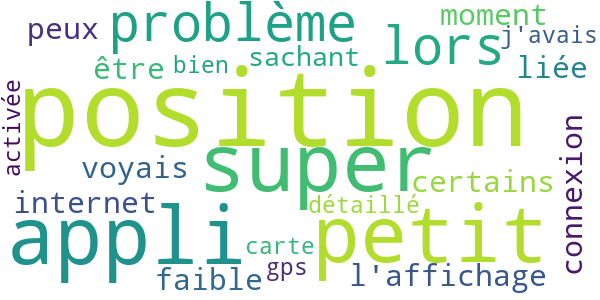 peux problème moment
j'avais
être bien sachant lors liée
activée position
voyais super certains connexion
internet détaillé
appli carte petit
faible gps l'affichage